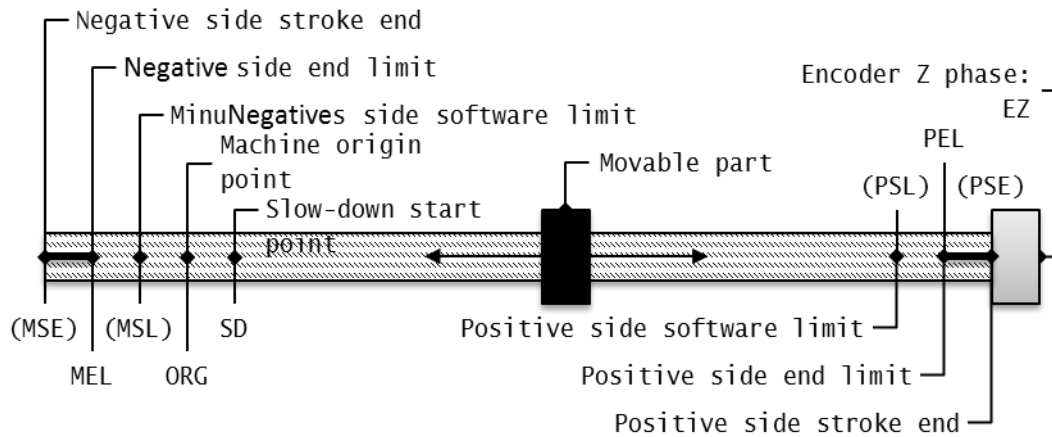 Negative side stroke end
Negative side end limit
Encoder Z phase:
EZ
MinuNegatives side software limit
Machine origin
point
PEL
Movable part
(PSL)
(PSE)
Slow-down start
point
(MSE)
(MSL)
SD
Positive side software limit
MEL
ORG
Positive side end limit
Positive side stroke end